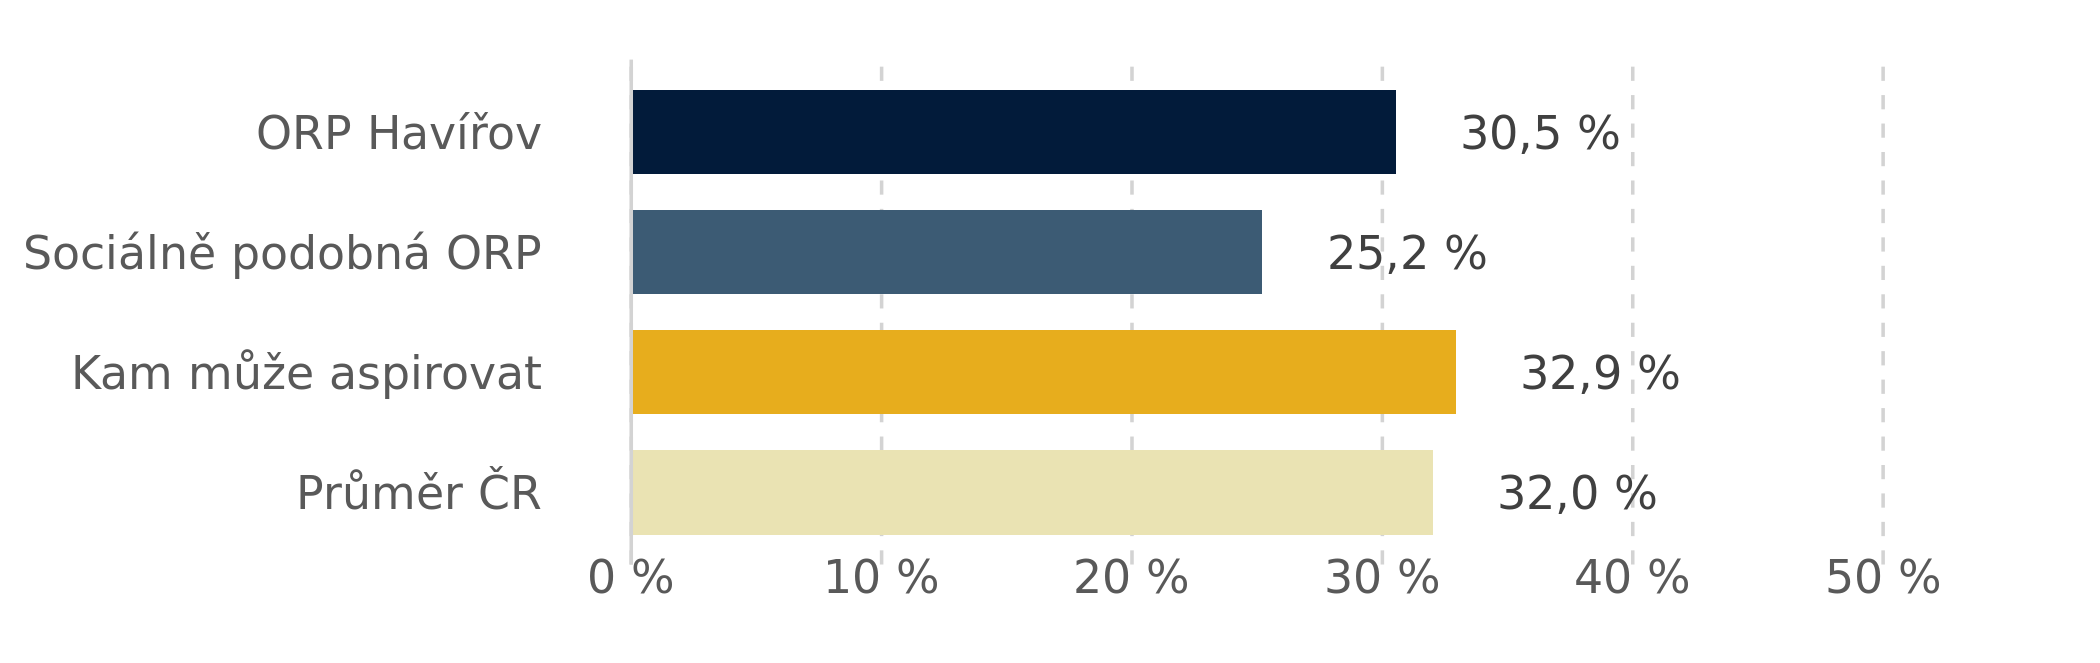 ORP Havířov 30,5 %
Sociálně podobná ORP 25,2 %
Kam může aspirovat 32,9 %
Průměr ČR 32,0 %
0 % 10 % 20 % 30 % 40 % 50 %